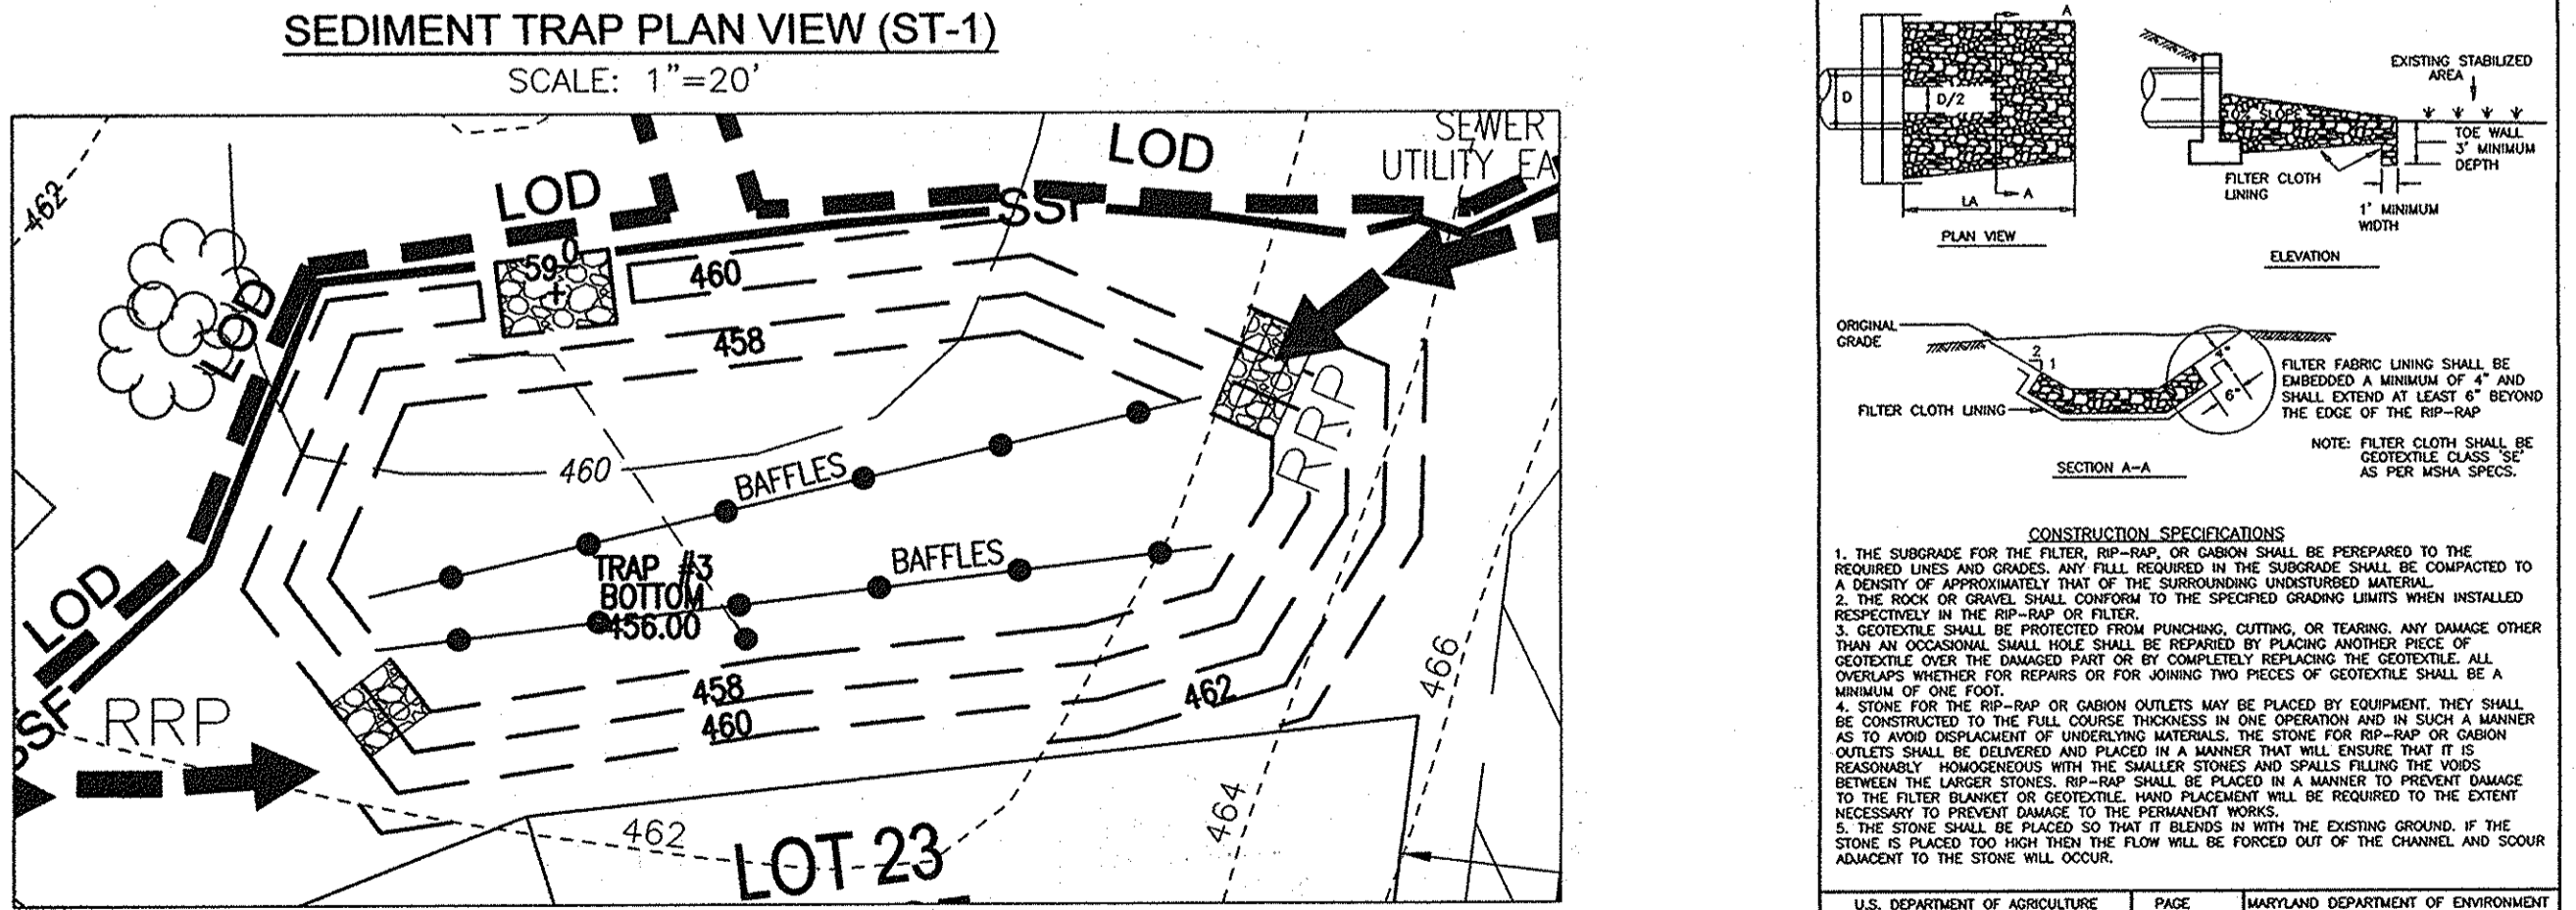 SEDIMENT TRAP PLAN VIEW (ST-1)
SCALE: 1"=20'
SEWER
UTILITY EA
LOD
LOD
462
SSF
59.0
460
LOD
458
RRP
460
BAFFLES
BAFFLES
TRAP #3
BOTTOM
456.00
LOD
458
462
466
460
SSF
RRP
464
462
LOT 23
A
D
D/2
LA
A
PLAN VIEW
EXISTING STABILIZED
AREA
10% SLOPE
TOE WALL
3' MINIMUM
DEPTH
FILTER CLOTH
LINING
1' MINIMUM
WIDTH
ELEVATION
ORIGINAL
GRADE
2
1
4"
6"
FILTER CLOTH LINING
FILTER FABRIC LINING SHALL BE
EMBEDDED A MINIMUM OF 4" AND
SHALL EXTEND AT LEAST 6" BEYOND
THE EDGE OF THE RIP-RAP
NOTE: FILTER CLOTH SHALL BE
GEOTEXTILE CLASS 'SE'
AS PER MSHA SPECS.
SECTION A-A
CONSTRUCTION SPECIFICATIONS
1. THE SUBGRADE FOR THE FILTER, RIP-RAP, OR GABION SHALL BE PEREPARED TO THE
REQUIRED LINES AND GRADES. ANY FILL REQUIRED IN THE SUBGRADE SHALL BE COMPACTED TO
A DENSITY OF APPROXIMATELY THAT OF THE SURROUNDING UNDISTURBED MATERIAL.
2. THE ROCK OR GRAVEL SHALL CONFORM TO THE SPECIFIED GRADING LIMITS WHEN INSTALLED
RESPECTIVELY IN THE RIP-RAP OR FILTER.
3. GEOTEXTILE SHALL BE PROTECTED FROM PUNCHING, CUTTING, OR TEARING. ANY DAMAGE OTHER
THAN AN OCCASIONAL SMALL HOLE SHALL BE REPARIED BY PLACING ANOTHER PIECE OF
GEOTEXTILE OVER THE DAMAGED PART OR BY COMPLETELY REPLACING THE GEOTEXTILE. ALL
OVERLAPS WHETHER FOR REPAIRS OR FOR JOINING TWO PIECES OF GEOTEXTILE SHALL BE A
MINIMUM OF ONE FOOT.
4. STONE FOR THE RIP-RAP OR GABION OUTLETS MAY BE PLACED BY EQUIPMENT. THEY SHALL
BE CONSTRUCTED TO THE FULL COURSE THICKNESS IN ONE OPERATION AND IN SUCH A MANNER
AS TO AVOID DISPLACMENT OF UNDERLYING MATERIALS. THE STONE FOR RIP-RAP OR GABION
OUTLETS SHALL BE DELIVERED AND PLACED IN A MANNER THAT WILL ENSURE THAT IT IS
REASONABLY HOMOGENEOUS WITH THE SMALLER STONES AND SPALLS FILLING THE VOIDS
BETWEEN THE LARGER STONES. RIP-RAP SHALL BE PLACED IN A MANNER TO PREVENT DAMAGE
TO THE FILTER BLANKET OR GEOTEXTILE. HAND PLACEMENT WILL BE REQUIRED TO THE EXTENT
NECESSARY TO PREVENT DAMAGE TO THE PERMANENT WORKS.
5. THE STONE SHALL BE PLACED SO THAT IT BLENDS IN WITH THE EXISTING GROUND. IF THE
STONE IS PLACED TOO HIGH THEN THE FLOW WILL BE FORCED OUT OF THE CHANNEL AND SCOUR
ADJACENT TO THE STONE WILL OCCUR.
U.S. DEPARTMENT OF AGRICULTURE
PAGE
MARYLAND DEPARTMENT OF ENVIRONMENT